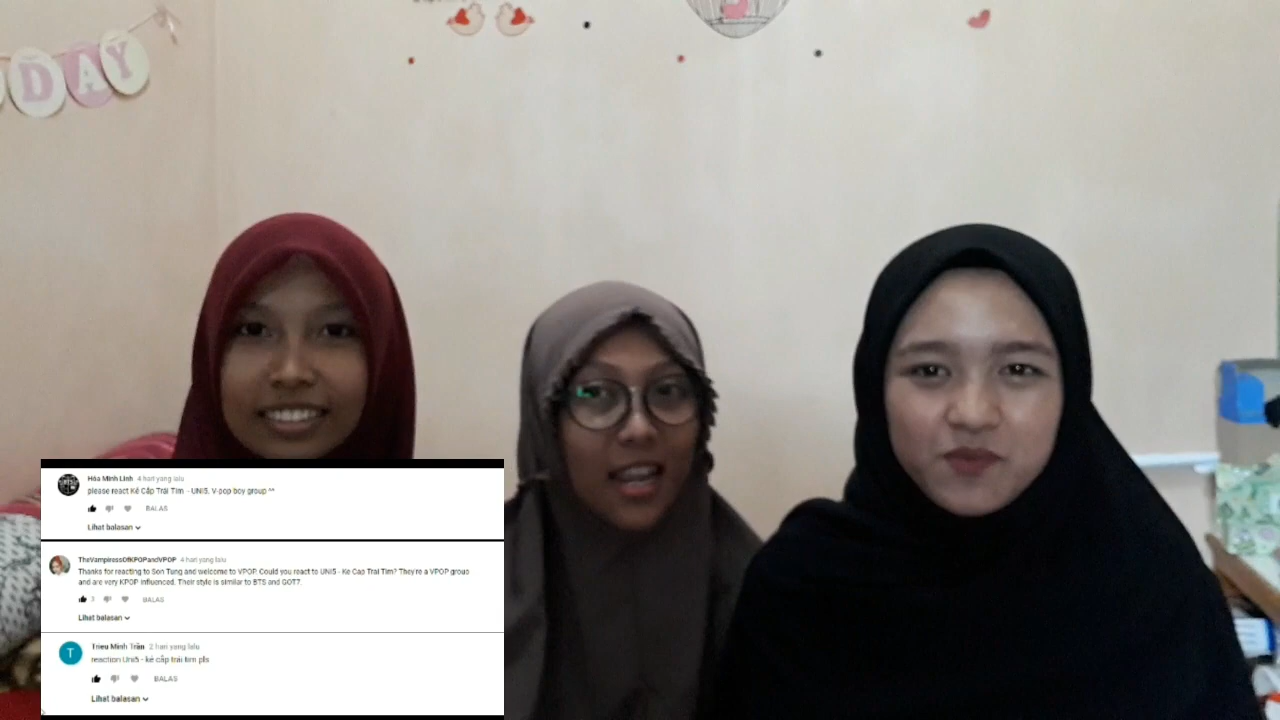 DAY
Hòa Minh Linh 4 hari yang lalu
please react Kẻ Cắp Trái Tim - UNI5. V-pop boy group ^^
BALAS
Lihat balasan
TheVampiressOfKPOPandVPOP 4 hari yang lalu
Thanks for reacting to Son Tung and welcome to VPOP. Could you react to UNI5 - Ke Cap Trai Tim? They're a VPOP group
and are very KPOP influenced. Their style is similar to BTS and GOT7.
3 BALAS
Lihat balasan
T
Trieu Minh Trần 2 hari yang lalu
reaction Uni5 - kẻ cắp trái tim pls
BALAS
Lihat balasan